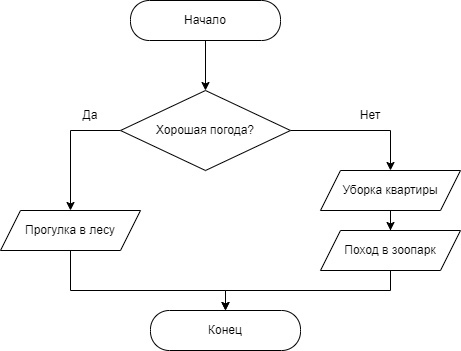 Начало
Да
Хорошая погода?
Нет
Уборка квартиры
Прогулка в лесу
Поход в зоопарк
Конец